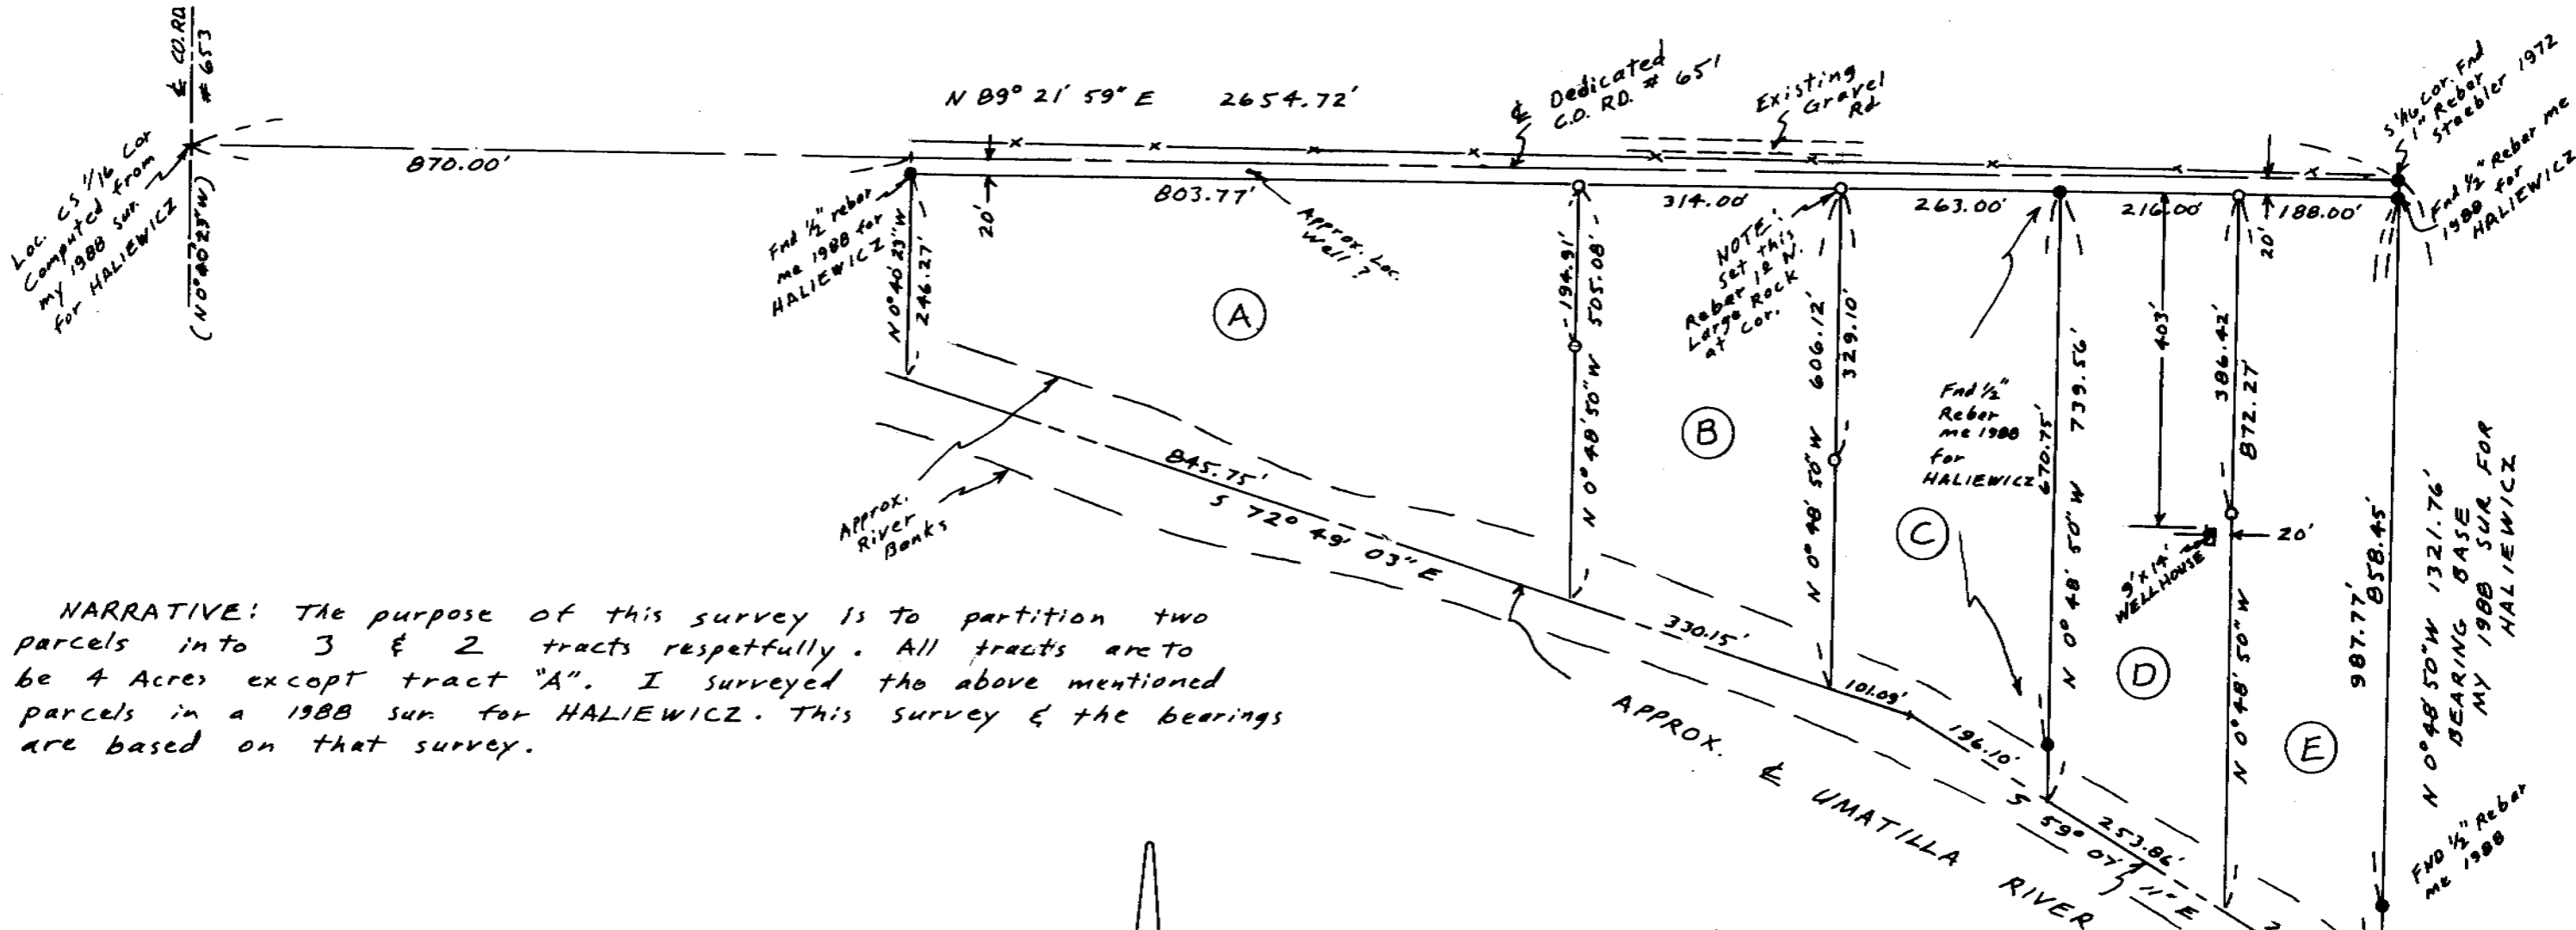 ℄ CO. RD
# 653
Loc. CS 1/16 Cor
Computed from
my 1988 sur.
for HALIEWICZ
(N 0° 40' 23" W)
870.00'
N 89° 21' 59" E 2654.72'
℄ Dedicated
C.O. RD. # 651
Existing
Gravel
Rd
S 1/16 Cor. Fnd
1" Rebar
Staebler 1972
Fnd 1/2" Rebar me
1988 for
HALIEWICZ
Fnd 1/2" rebar
me 1988 for
HALIEWICZ
20'
803.77'
Approx. Loc.
Well ?
314.00'
263.00'
216.00'
188.00'
20'
N 0° 40' 23" W
246.27'
A
194.91'
505.08'
N 0° 48' 50" W
NOTE:
Set this
Rebar 12 N.
Large Rock
at Cor.
B
606.12'
329.10'
N 0° 48' 50" W
Fnd 1/2"
Rebar
me 1988
for
HALIEWICZ
C
670.75'
N 0° 48' 50" W 739.56'
403'
386.42'
872.27'
N 0° 48' 50" W
9' x 14'
WELLHOUSE
20'
D
E
987.77'
858.45'
N 0° 48' 50" W 1321.76'
BEARING BASE
MY 1988 SUR FOR
HALIEWICZ
FND 1/2" Rebar
me 1988
Approx.
River
Banks
845.75'
S 72° 49' 03" E
330.15'
101.09'
196.10'
253.86'
S 59° 07' 11" E
APPROX. ℄ UMATILLA RIVER
NARRATIVE: The purpose of this survey is to partition two
parcels into 3 & 2 tracts respetfully. All tracts are to
be 4 Acres excopt tract "A". I surveyed the above mentioned
parcels in a 1988 sur. for HALIEWICZ. This survey & the bearings
are based on that survey.